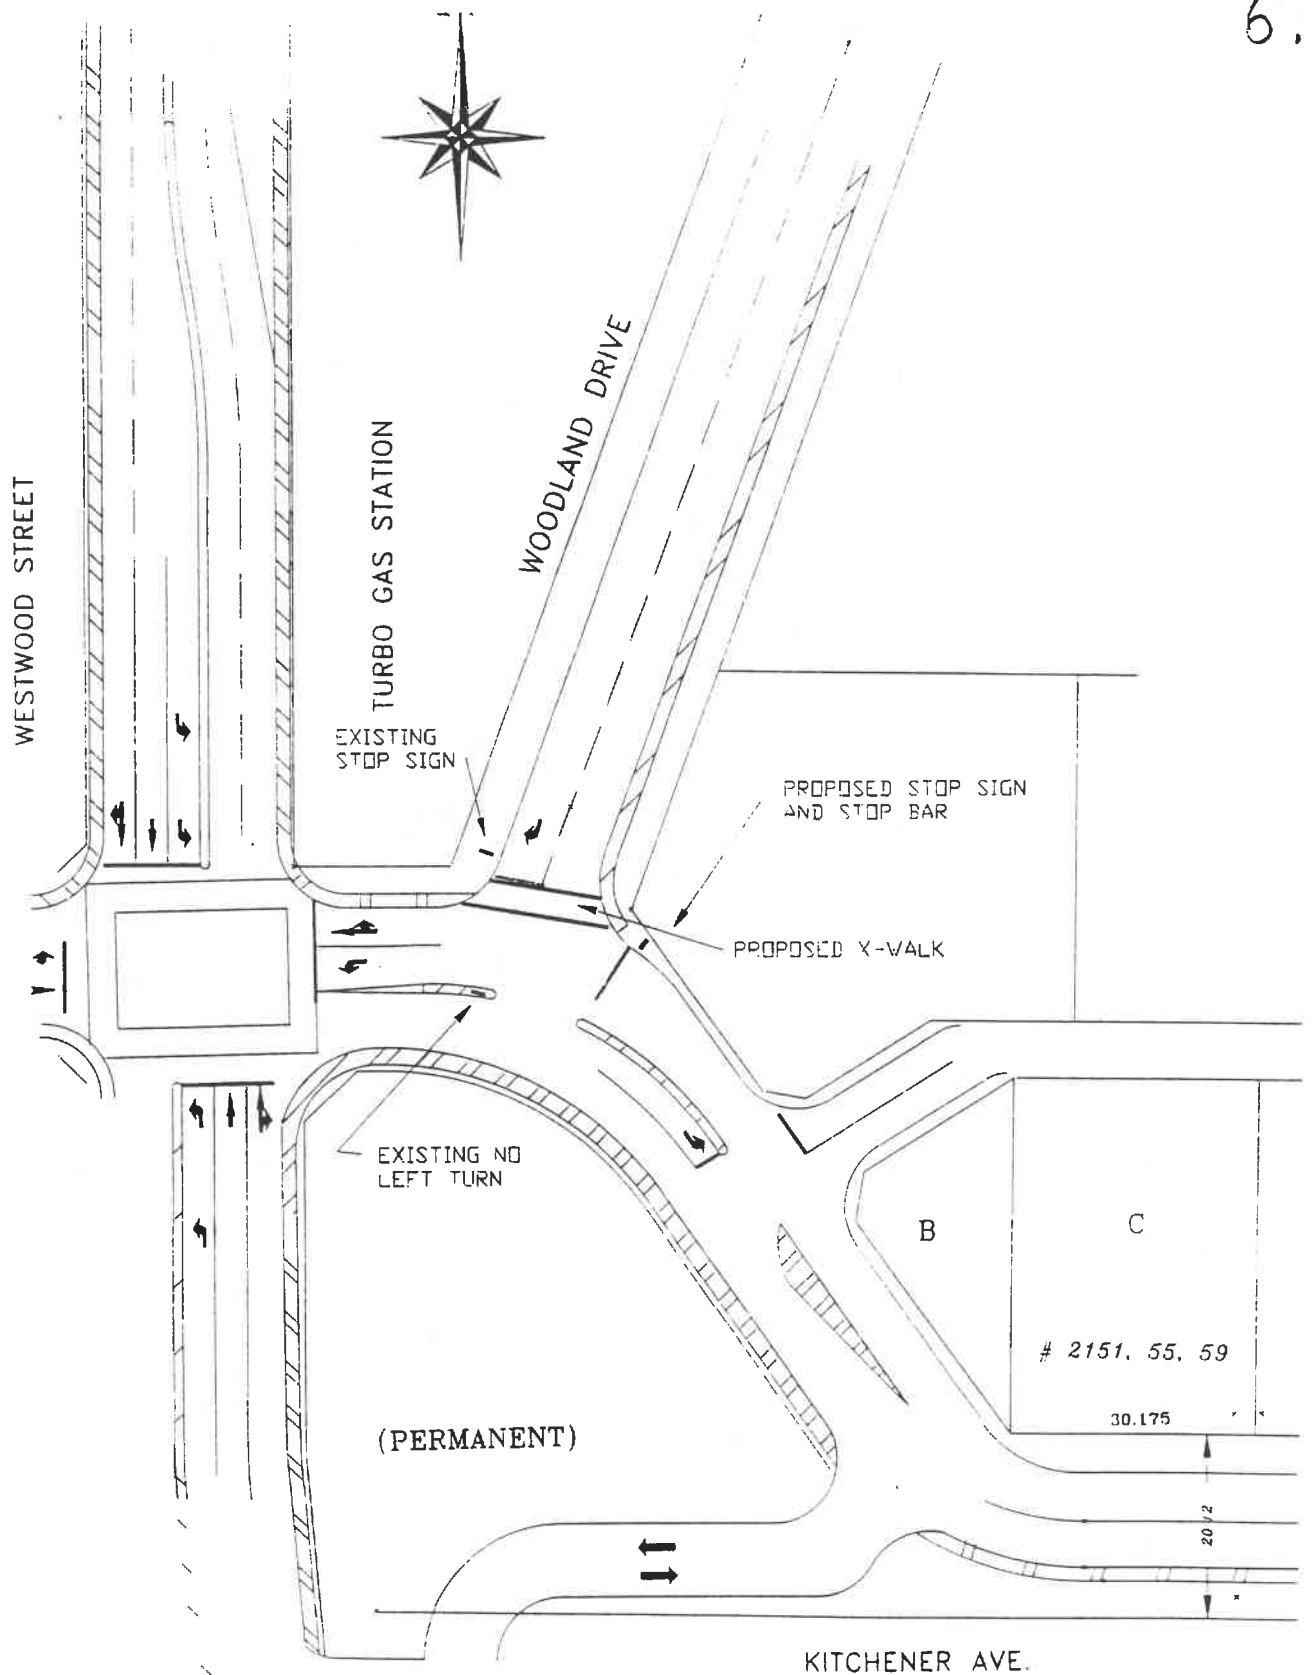 6.
WESTWOOD STREET
TURBO GAS STATION
WOODLAND DRIVE
EXISTING
STOP SIGN
PROPOSED STOP SIGN
AND STOP BAR
PROPOSED X-WALK
EXISTING NO
LEFT TURN
B
C
# 2151, 55, 59
30.175
(PERMANENT)
KITCHENER AVE.